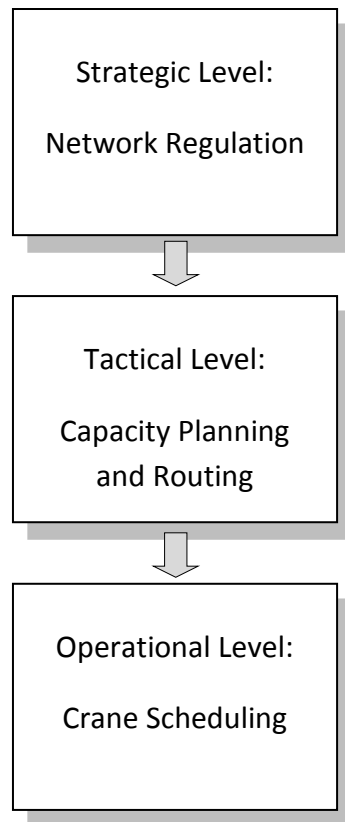 Strategic Level:
Network Regulation
Tactical Level:
Capacity Planning
and Routing
Operational Level:
Crane Scheduling